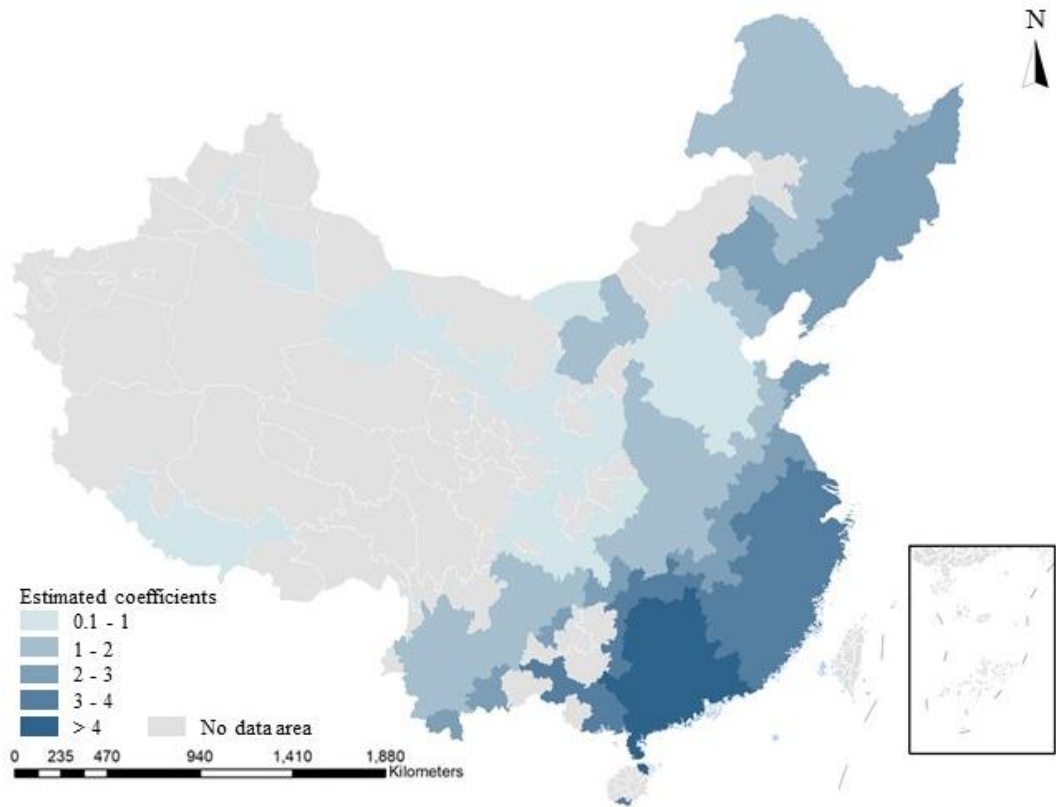 N
Estimated coefficients
0.1 - 1
1 - 2
2 - 3
3 - 4
> 4
No data area
0 235 470 940 1,410 1,880
Kilometers